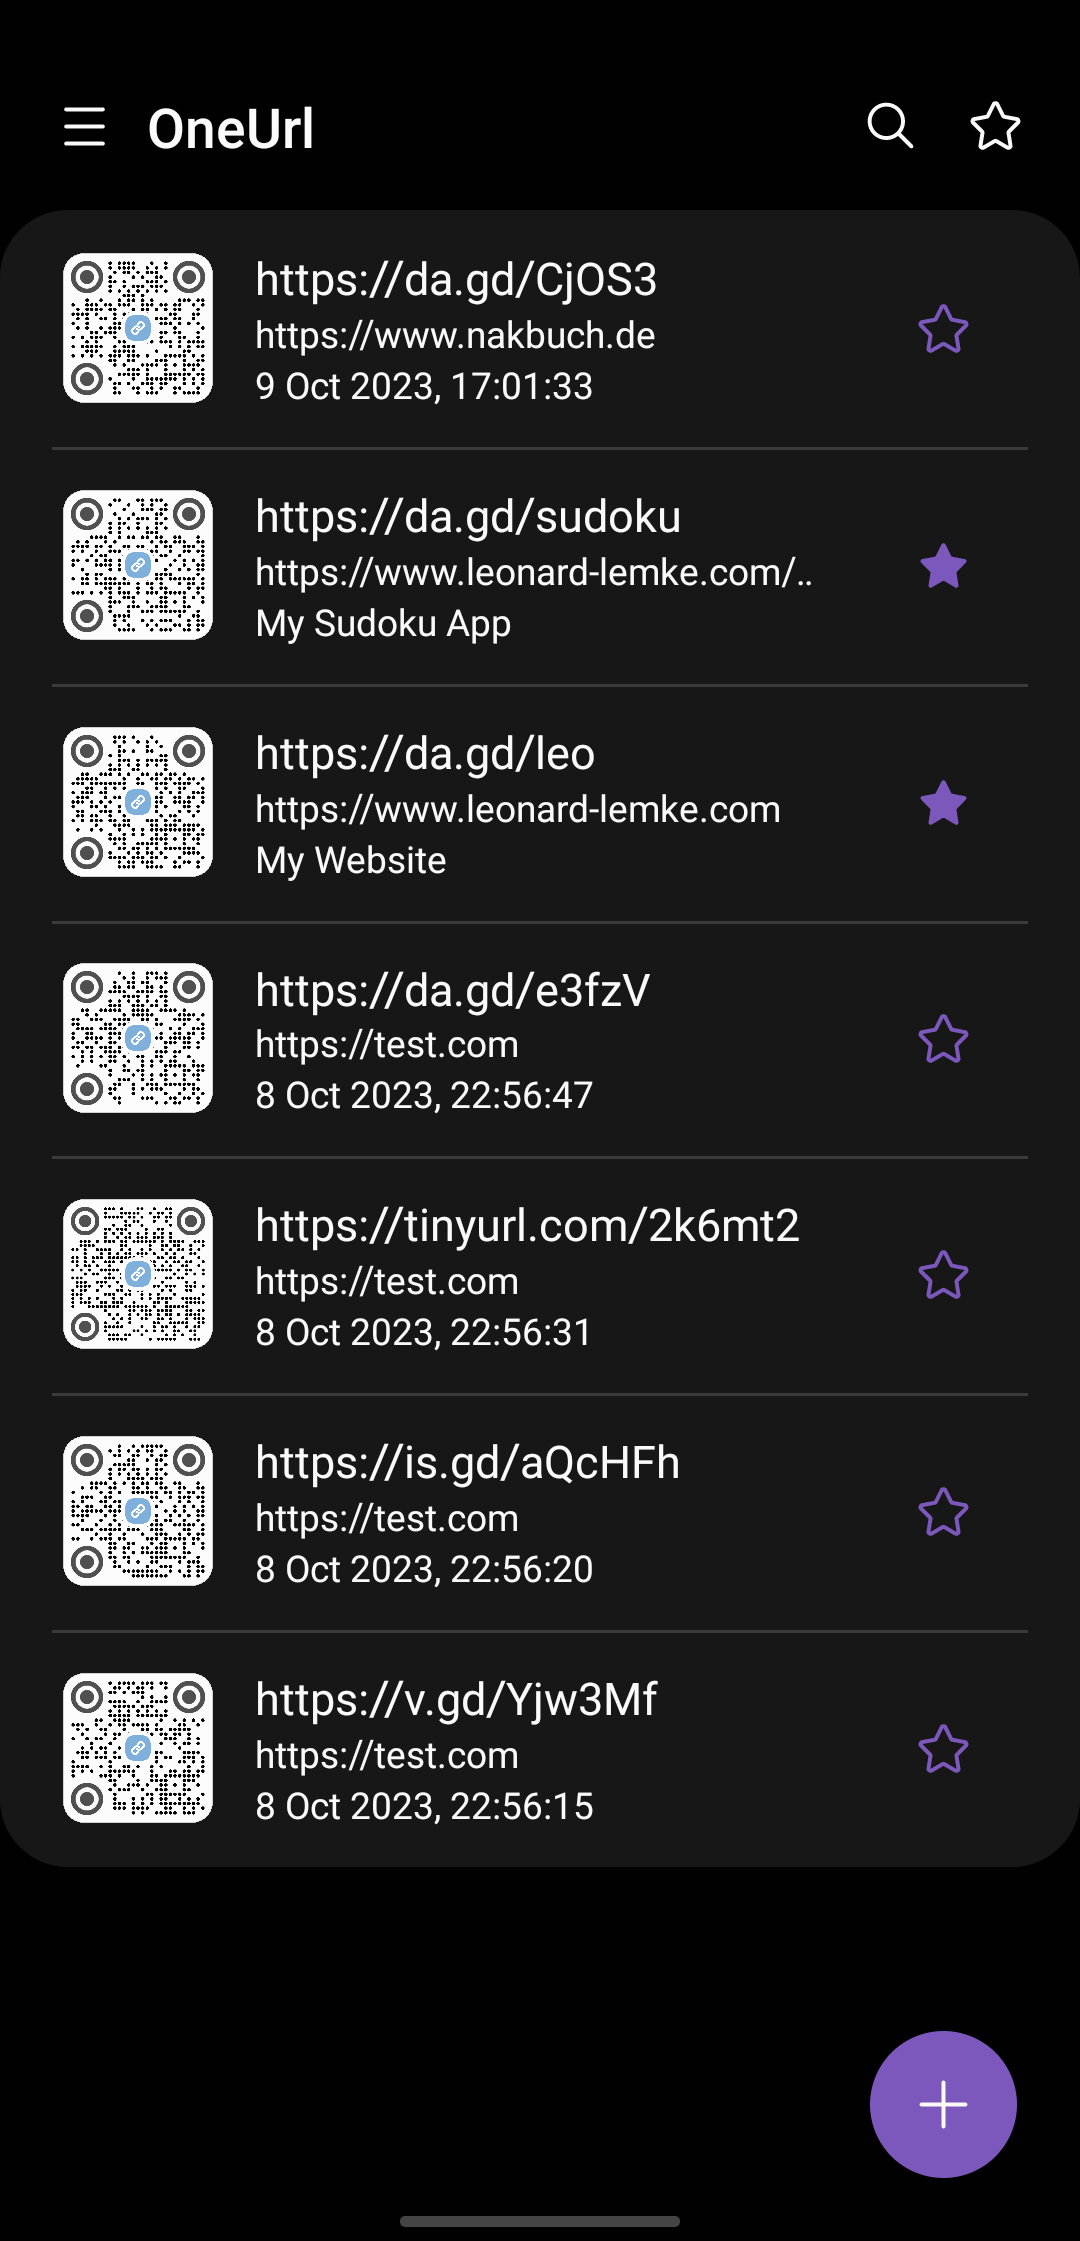 OneUrl
https://da.gd/CjOS3
https://www.nakbuch.de
9 Oct 2023, 17:01:33
https://da.gd/sudoku
https://www.leonard-lemke.com/..
My Sudoku App
https://da.gd/leo
https://www.leonard-lemke.com
My Website
https://da.gd/e3fzV
https://test.com
8 Oct 2023, 22:56:47
https://tinyurl.com/2k6mt2
https://test.com
8 Oct 2023, 22:56:31
https://is.gd/aQcHFh
https://test.com
8 Oct 2023, 22:56:20
https://v.gd/Yjw3Mf
https://test.com
8 Oct 2023, 22:56:15